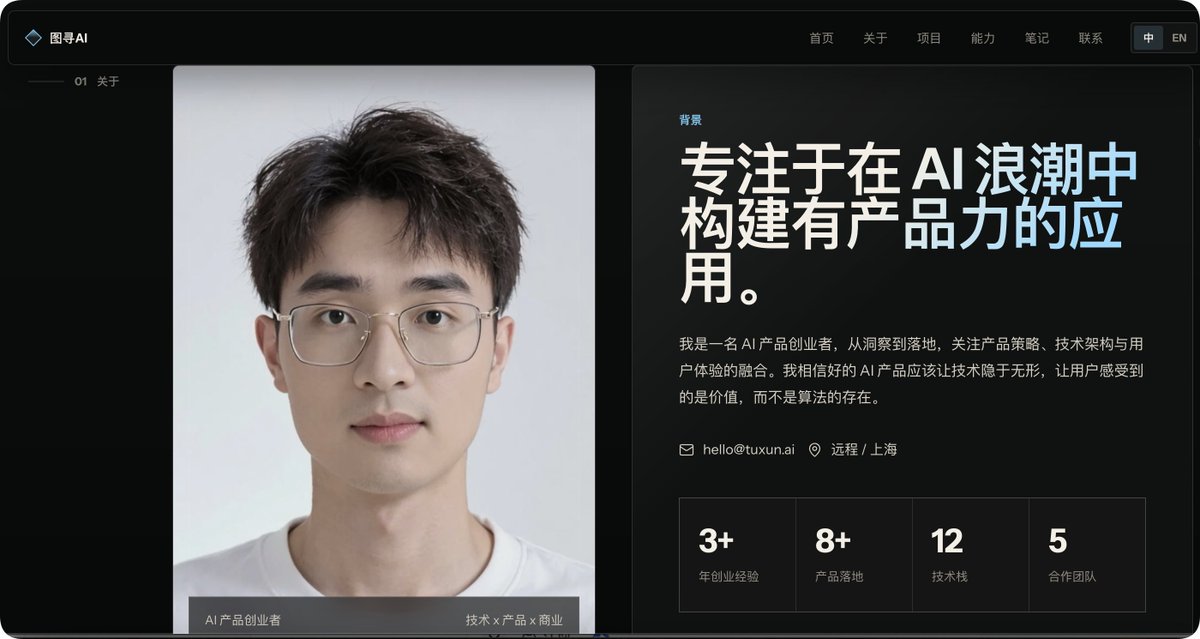 图寻AI
首页 关于 项目 能力 笔记 联系 中 EN
01 关于
背景
专注于在 AI 浪潮中
构建有产品力的应
用。
我是一名 AI 产品创业者，从洞察到落地，关注产品策略、技术架构与用
户体验的融合。我相信好的 AI 产品应该让技术隐于无形，让用户感受到
的是价值，而不是算法的存在。
hello@tuxun.ai 远程 / 上海
3+ 8+ 12 5
年创业经验 产品落地 技术栈 合作团队
AI 产品创业者 技术 x 产品 x 商业